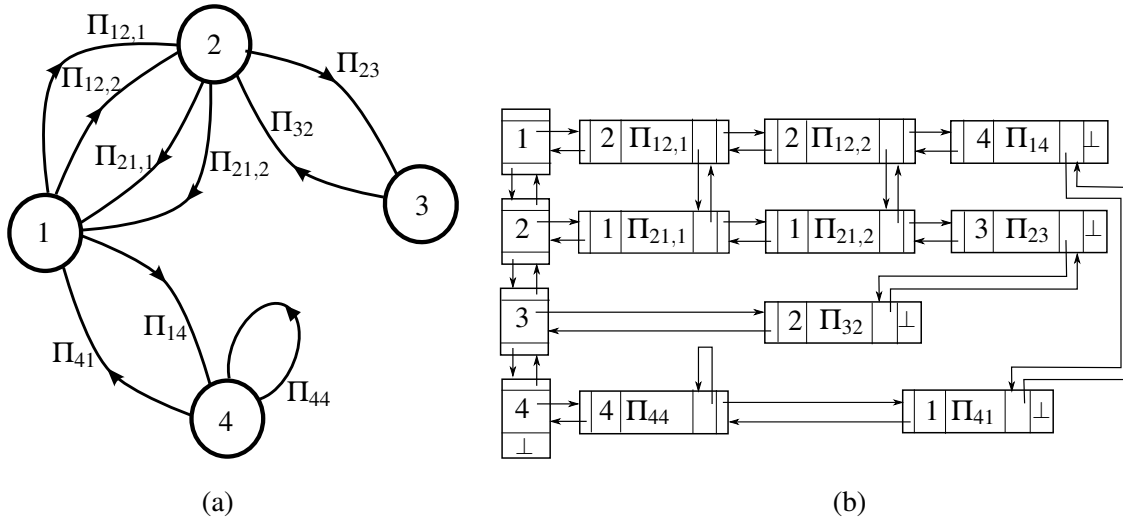 Π12,1
2
Π23
Π12,2
Π32
Π21,1
Π21,2
3
1
Π14
Π41
Π44
4
(a)
1 2 Π12,1 2 Π12,2 4 Π14 ⊥
2 1 Π21,1 1 Π21,2 3 Π23 ⊥
3 2 Π32 ⊥
4 4 Π44 1 Π41 ⊥
⊥
(b)